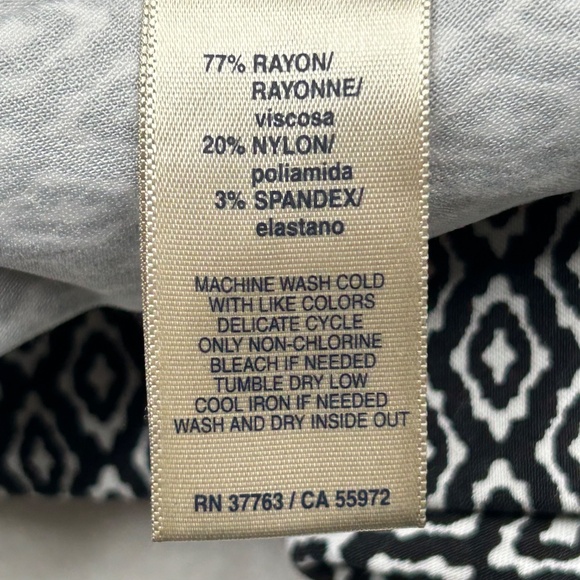 77% RAYON/
RAYONNE/
viscosa
20% NYLON/
poliamida
3% SPANDEX/
elastano
MACHINE WASH COLD
WITH LIKE COLORS
DELICATE CYCLE
ONLY NON-CHLORINE
BLEACH IF NEEDED
TUMBLE DRY LOW
COOL IRON IF NEEDED
WASH AND DRY INSIDE OUT
RN 37763 / CA 55972